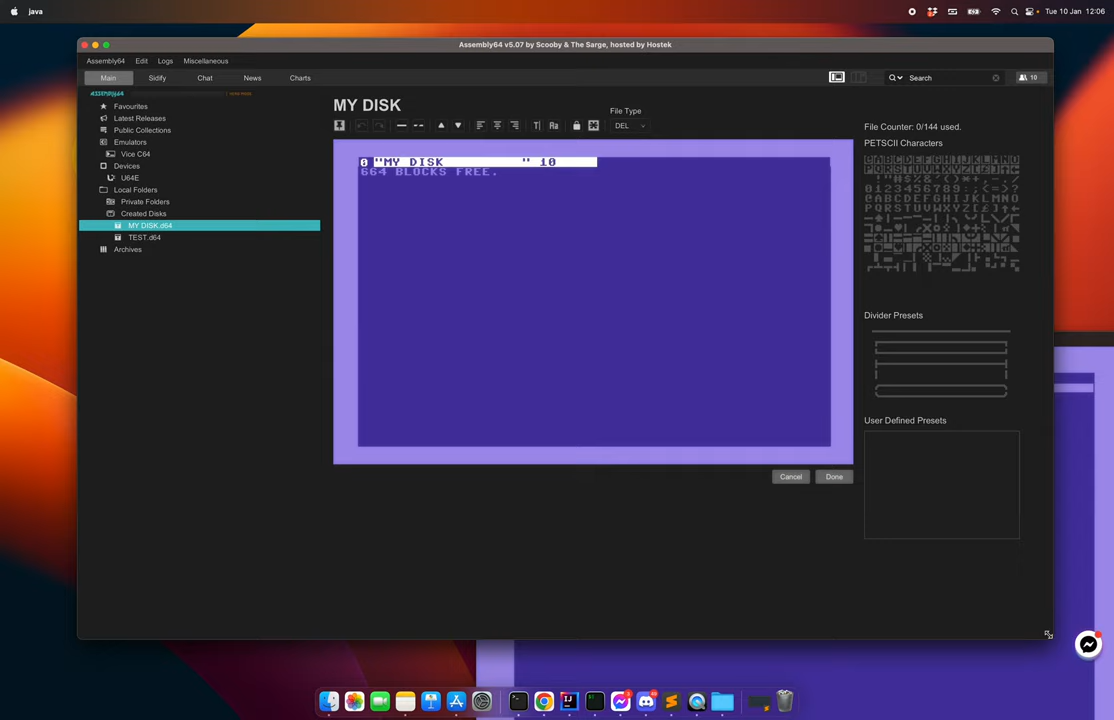 java
Tue 10 Jan 12:06
Assembly64 v5.07 by Scooby & The Sarge, hosted by Hostek
Assembly64 Edit Logs Miscellaneous
Main Sidify Chat News Charts
Search
10
Favourites
Latest Releases
Public Collections
Emulators
Vice C64
Devices
U64E
Local Folders
Private Folders
Created Disks
MY DISK.d64
TEST.d64
Archives
MY DISK
File Type
DEL
0 "MY DISK " 10
664 BLOCKS FREE.
Cancel Done
File Counter: 0/144 used.
PETSCII Characters
Divider Presets
User Defined Presets